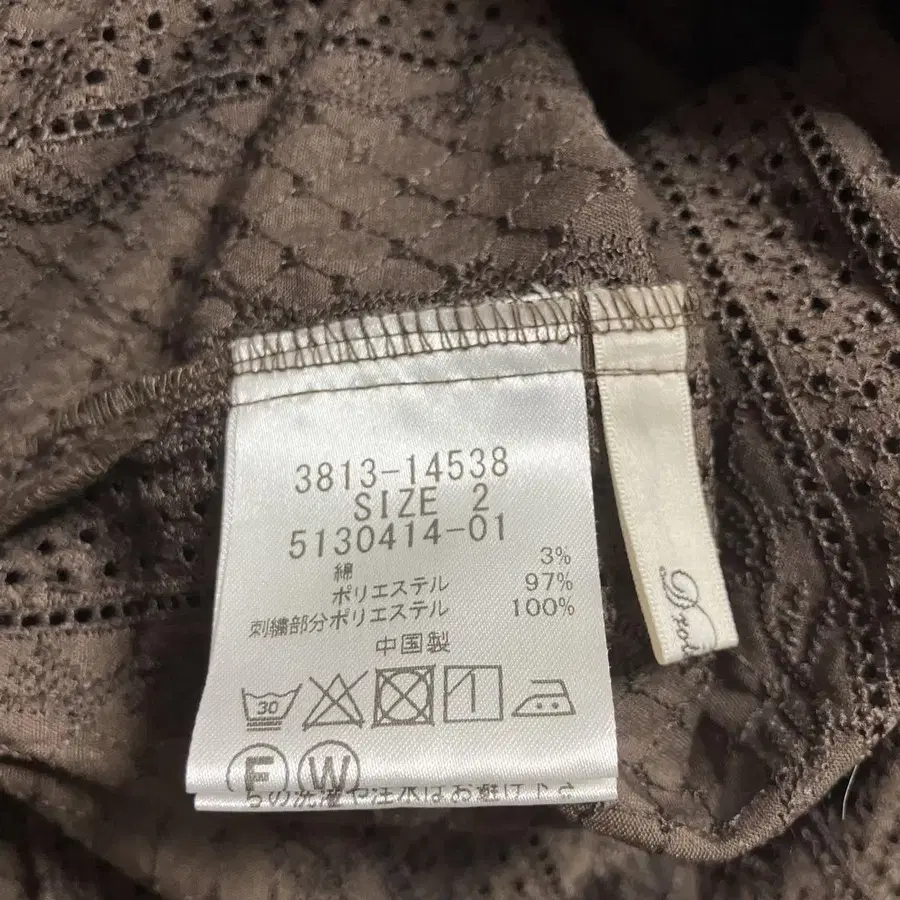 3813-14538
SIZE 2
5130414-01
綿 3%
ポリエステル 97%
刺繍部分ポリエステル 100%
中国製
30
F W